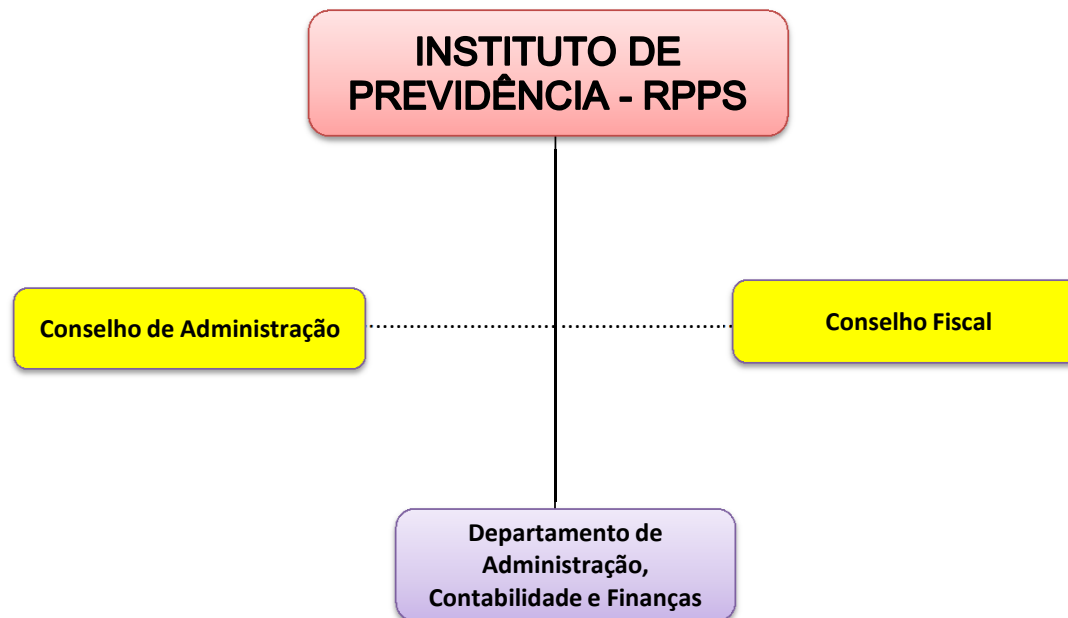 INSTITUTO DE
PREVIDÊNCIA - RPPS
Conselho de Administração
Conselho Fiscal
Departamento de
Administração,
Contabilidade e Finanças